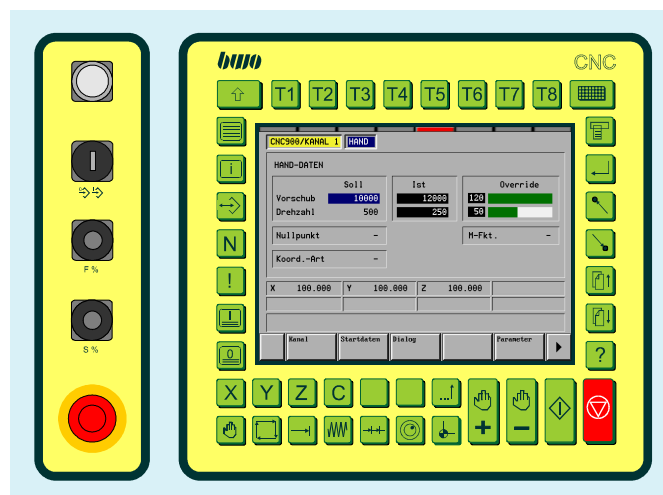 bwo
CNC
T1 T2 T3 T4 T5 T6 T7 T8
CNC900/KANAL 1 HAND
HAND-DATEN
Soll Ist Override
Vorschub 10000 12000 120
Drehzahl 500 250 50
Nullpunkt - M-Fkt. -
Koord.-Art -
X 100.000 Y 100.000 Z 100.000
Kanal Startdaten Dialog Parameter
i
N
!
I
0
?
F %
S %
X Y Z C ...
+ -